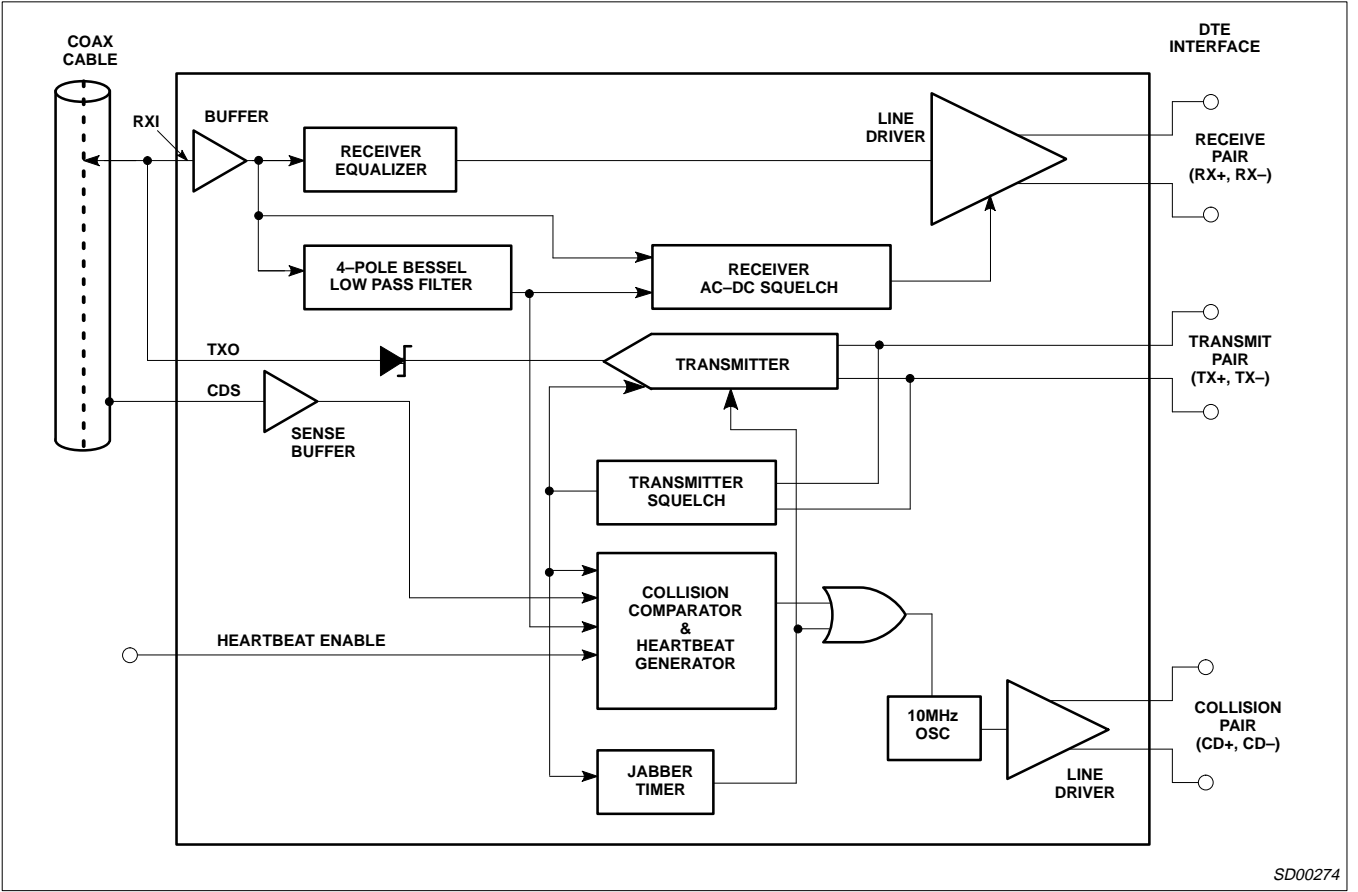 COAX
CABLE
DTE
INTERFACE
RXI
BUFFER
RECEIVER
EQUALIZER
LINE
DRIVER
RECEIVE
PAIR
(RX+, RX–)
4–POLE BESSEL
LOW PASS FILTER
RECEIVER
AC–DC SQUELCH
TXO
TRANSMITTER
TRANSMIT
PAIR
(TX+, TX–)
CDS
SENSE
BUFFER
TRANSMITTER
SQUELCH
COLLISION
COMPARATOR
&
HEARTBEAT
GENERATOR
HEARTBEAT ENABLE
10MHz
OSC
COLLISION
PAIR
(CD+, CD–)
JABBER
TIMER
LINE
DRIVER
SD00274